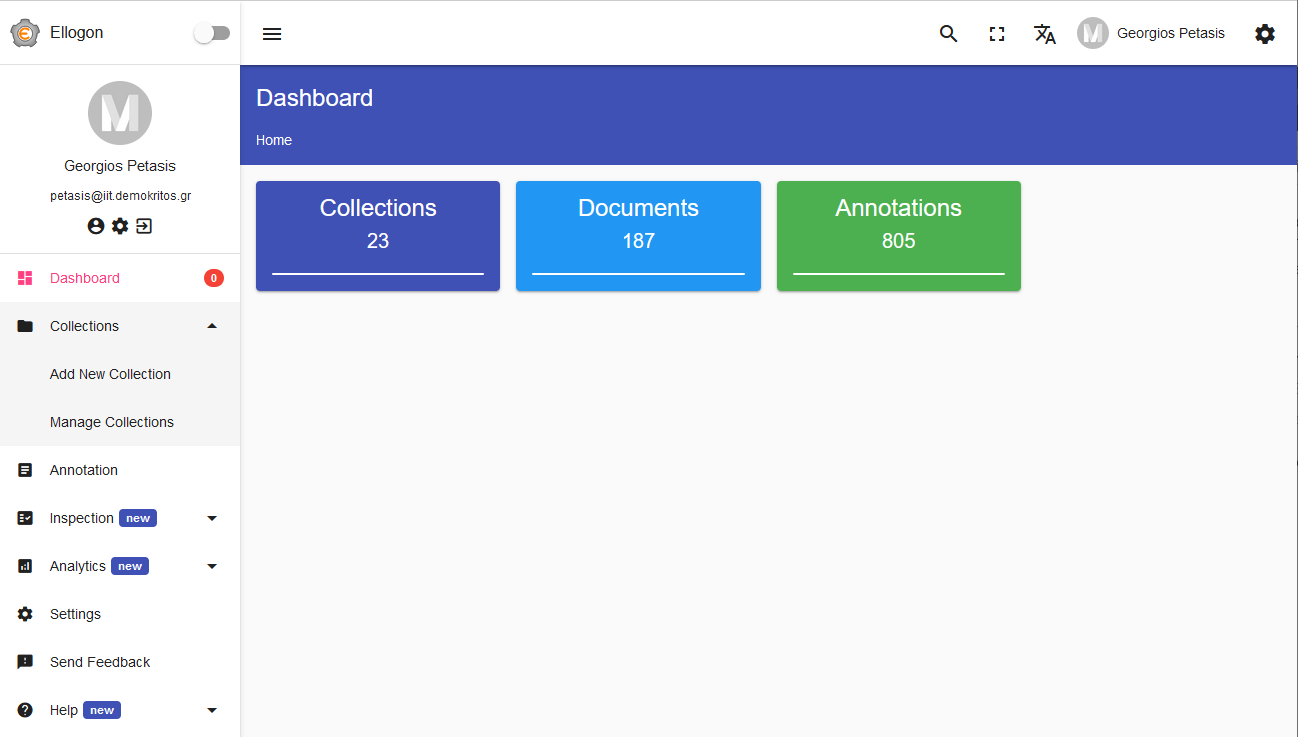 Ellogon
Georgios Petasis
Georgios Petasis
petasis@iit.demokritos.gr
Dashboard 0
Collections
Add New Collection
Manage Collections
Annotation
Inspection new
Analytics new
Settings
Send Feedback
Help new
Dashboard
Home
Collections
23
Documents
187
Annotations
805